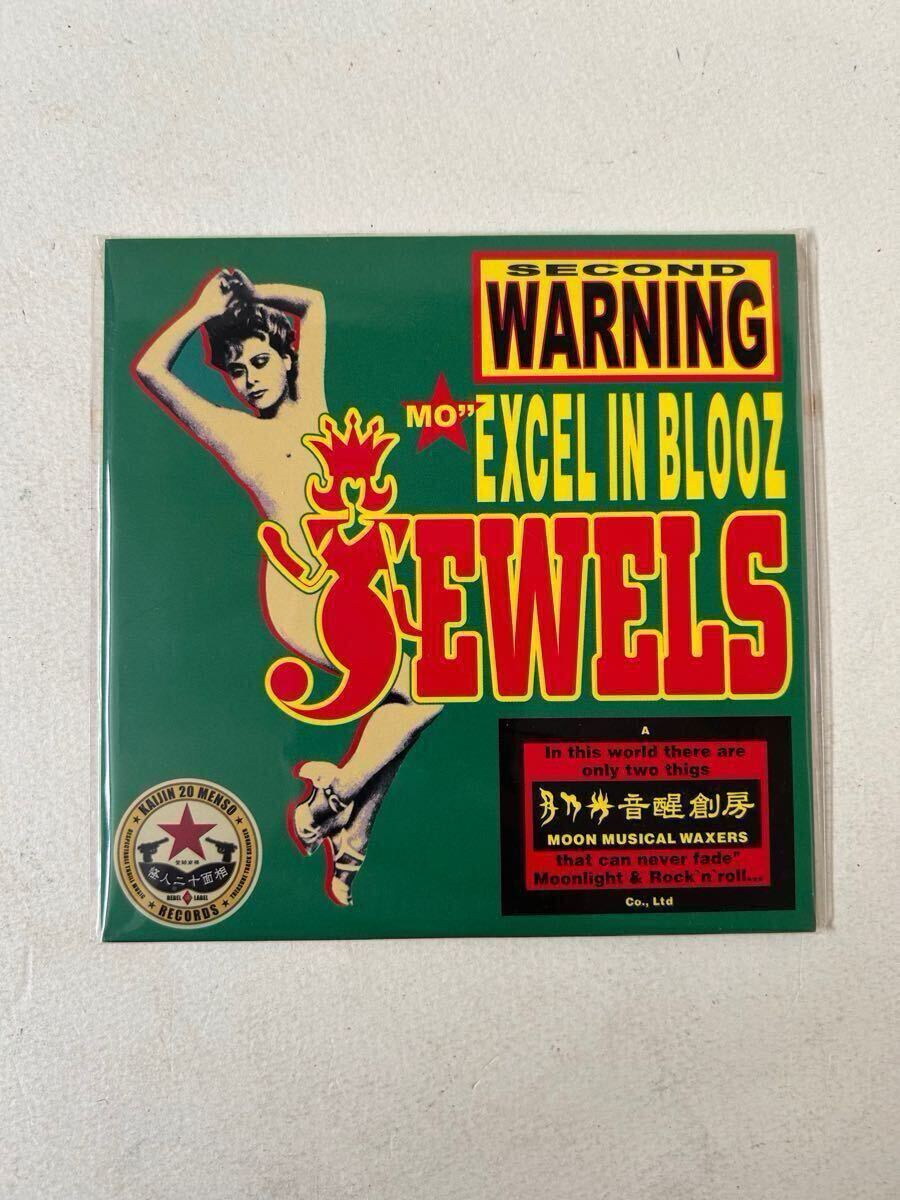 SECOND
WARNING
MO”
EXCEL IN BLOOZ
JEWELS
A
In this world there are
only two thigs
音醒創房
MOON MUSICAL WAXERS
that can never fade”
Moonlight & Rock`n`roll...
Co., Ltd
KAIJIN 20 MENSO
怪人二十面相
REBEL LABEL
RECORDS